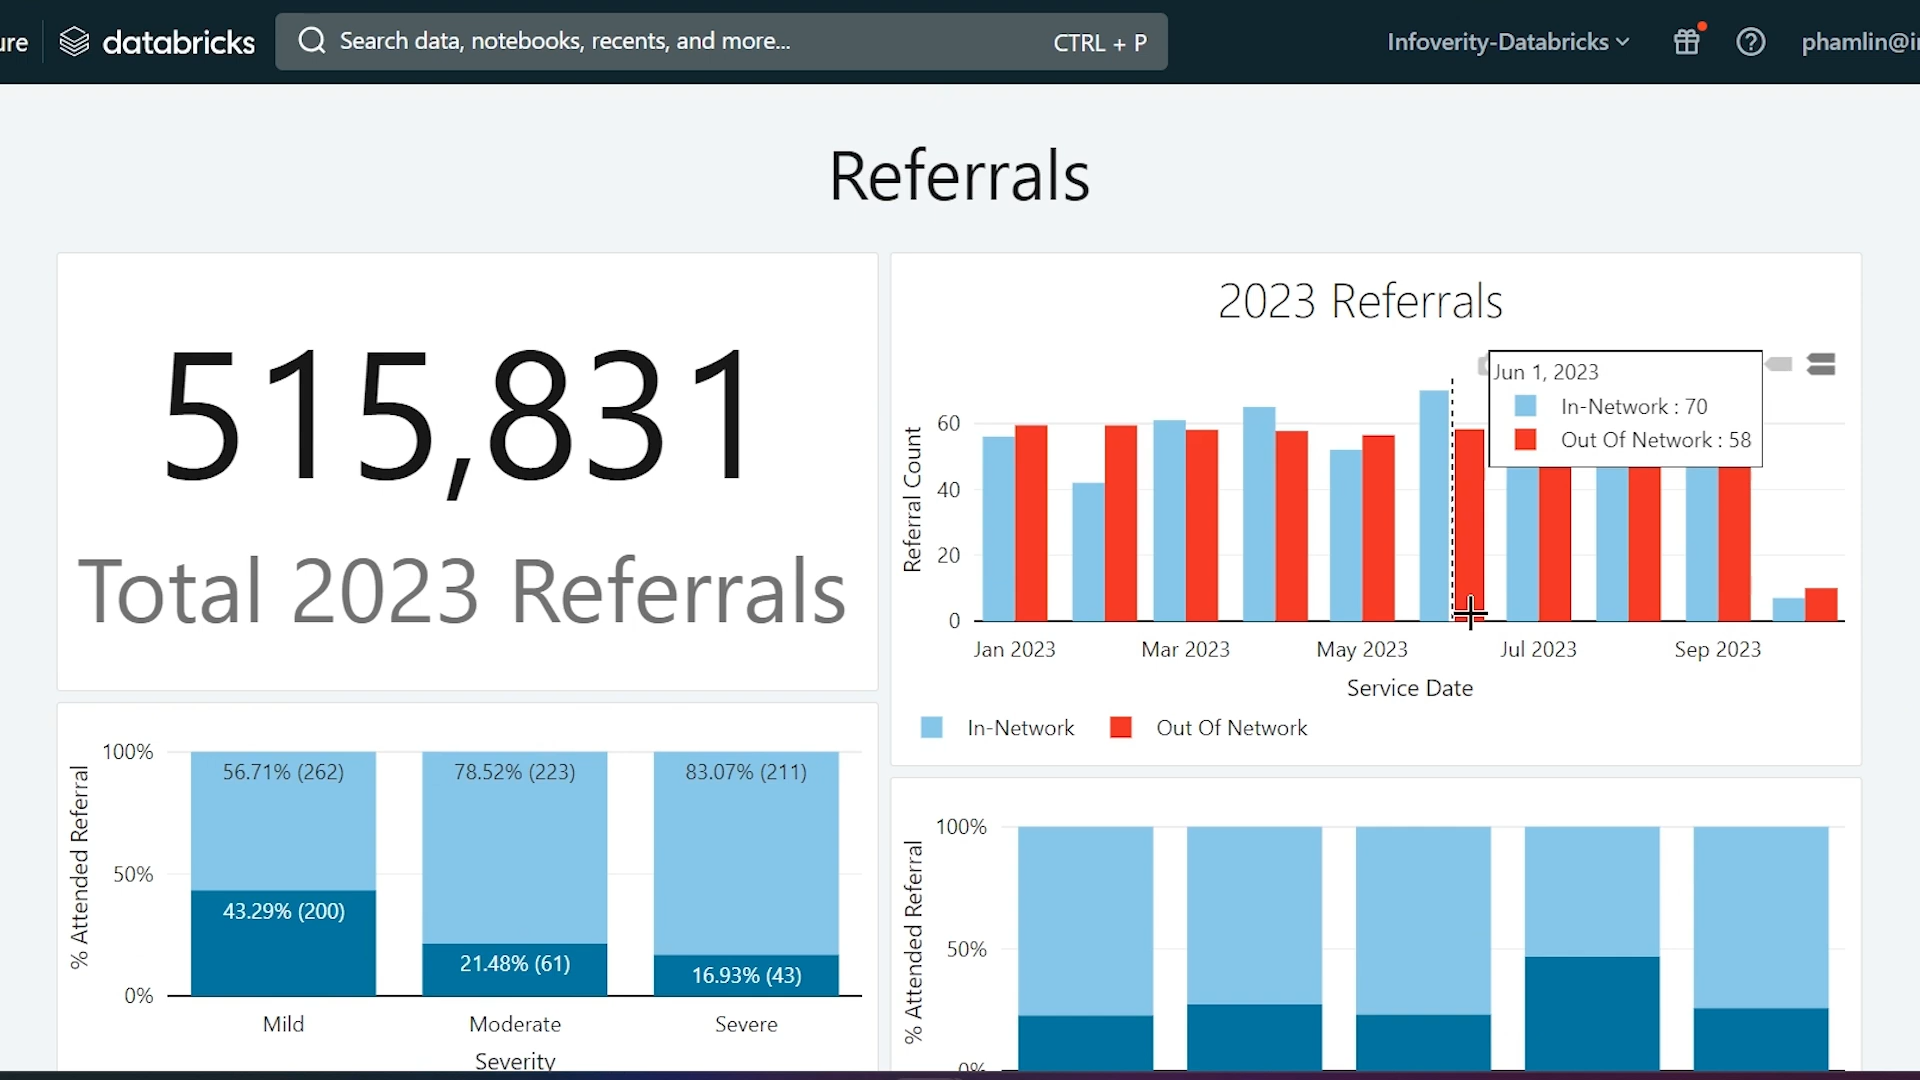 ure databricks Search data, notebooks, recents, and more... CTRL + P Infoverity-Databricks phamlin@i
Referrals
515,831
Total 2023 Referrals
2023 Referrals
Jun 1, 2023
In-Network : 70
Out Of Network : 58
Referral Count
60
40
20
0
Jan 2023 Mar 2023 May 2023 Jul 2023 Sep 2023
Service Date
In-Network Out Of Network
% Attended Referral
100%
50%
0%
56.71% (262) 78.52% (223) 83.07% (211)
43.29% (200) 21.48% (61) 16.93% (43)
Mild Moderate Severe
Severity
% Attended Referral
100%
50%
0%